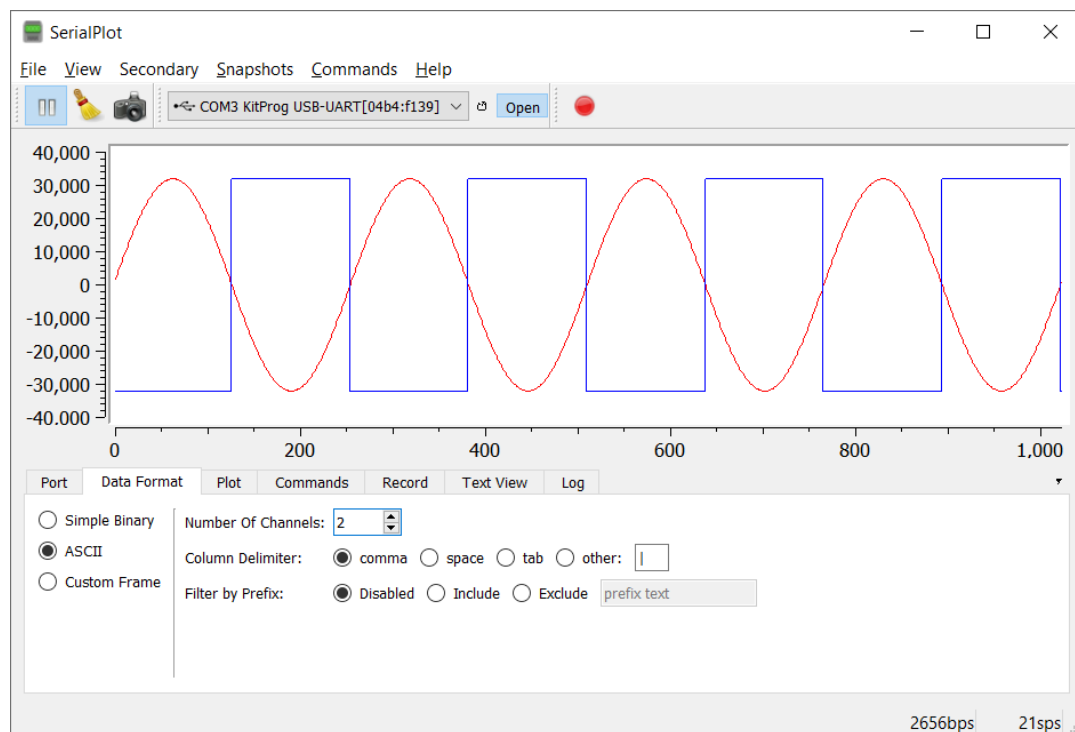 SerialPlot
File View Secondary Snapshots Commands Help
COM3 KitProg USB-UART[04b4:f139] Open
40,000
30,000
20,000
10,000
0
-10,000
-20,000
-30,000
-40.000
0 200 400 600 800 1,000
Port Data Format Plot Commands Record Text View Log
Simple Binary Number Of Channels: 2
ASCII Column Delimiter: comma space tab other: |
Custom Frame Filter by Prefix: Disabled Include Exclude prefix text
2656bps 21sps